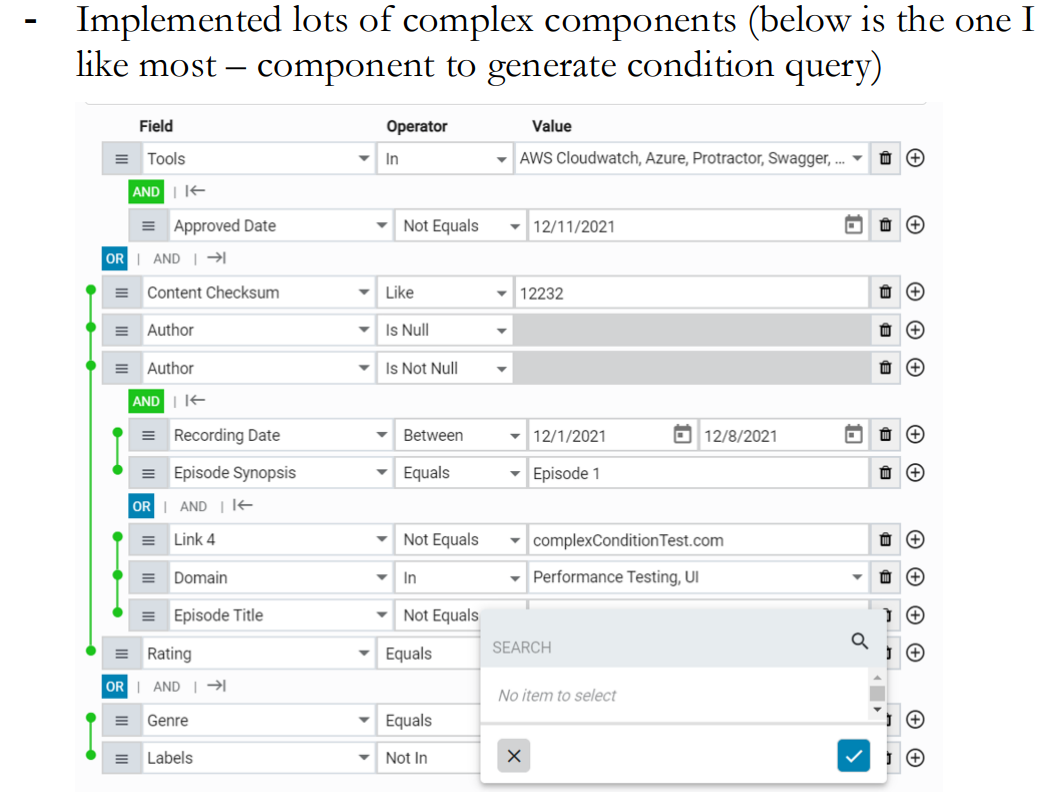 - Implemented lots of complex components (below is the one I
like most – component to generate condition query)
Field Operator Value
Tools In AWS Cloudwatch, Azure, Protractor, Swagger, ...
AND |
Approved Date Not Equals 12/11/2021
OR | AND |
Content Checksum Like 12232
Author Is Null
Author Is Not Null
AND |
Recording Date Between 12/1/2021 12/8/2021
Episode Synopsis Equals Episode 1
OR | AND |
Link 4 Not Equals complexConditionTest.com
Domain In Performance Testing, UI
Episode Title Not Equals
SEARCH
Rating Equals
No item to select
OR | AND |
Genre Equals
Labels Not In